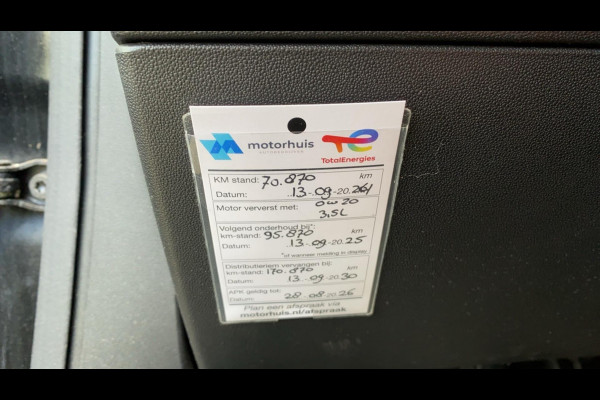 motorhuis
TotalEnergies
KM stand: 70.870 km
Datum: 13-09-2024
Motor ververst met: 0w20
3,5L
Volgend onderhoud bij*:
km-stand: 95.870 km
Datum: 13-09-2025
*of wanneer melding in display
Distributieriem vervangen bij:
km-stand: 170.870 km
Datum: 13-09-2030
APK geldig tot:
Datum: 28-08-2026
Plan een afspraak via
motorhuis.nl/afspraak